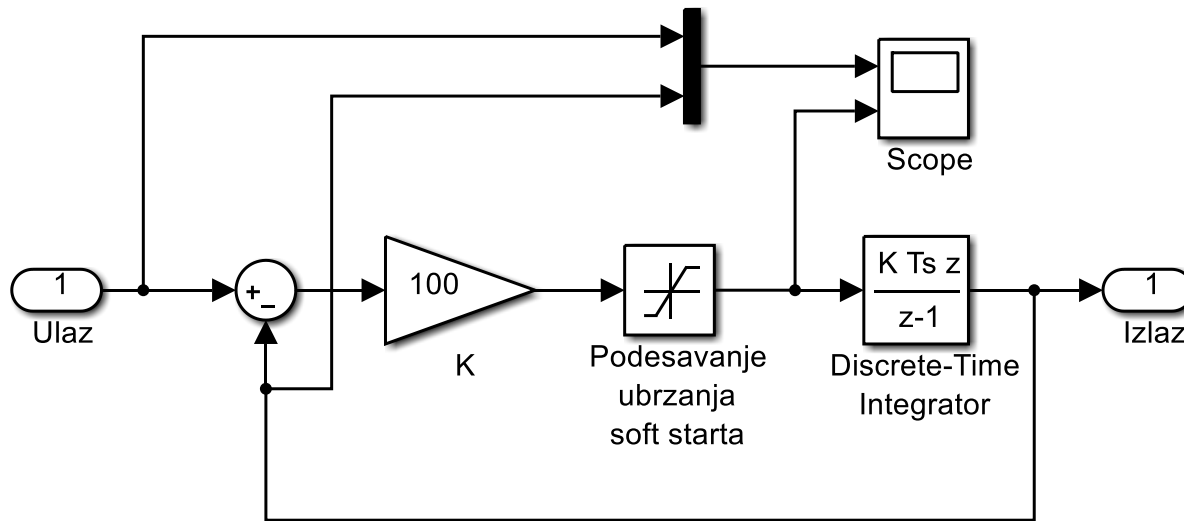 Scope
1
Ulaz
+
−
100
K
Podesavanje
ubrzanja
soft starta
K Ts z
z-1
Discrete-Time
Integrator
1
Izlaz